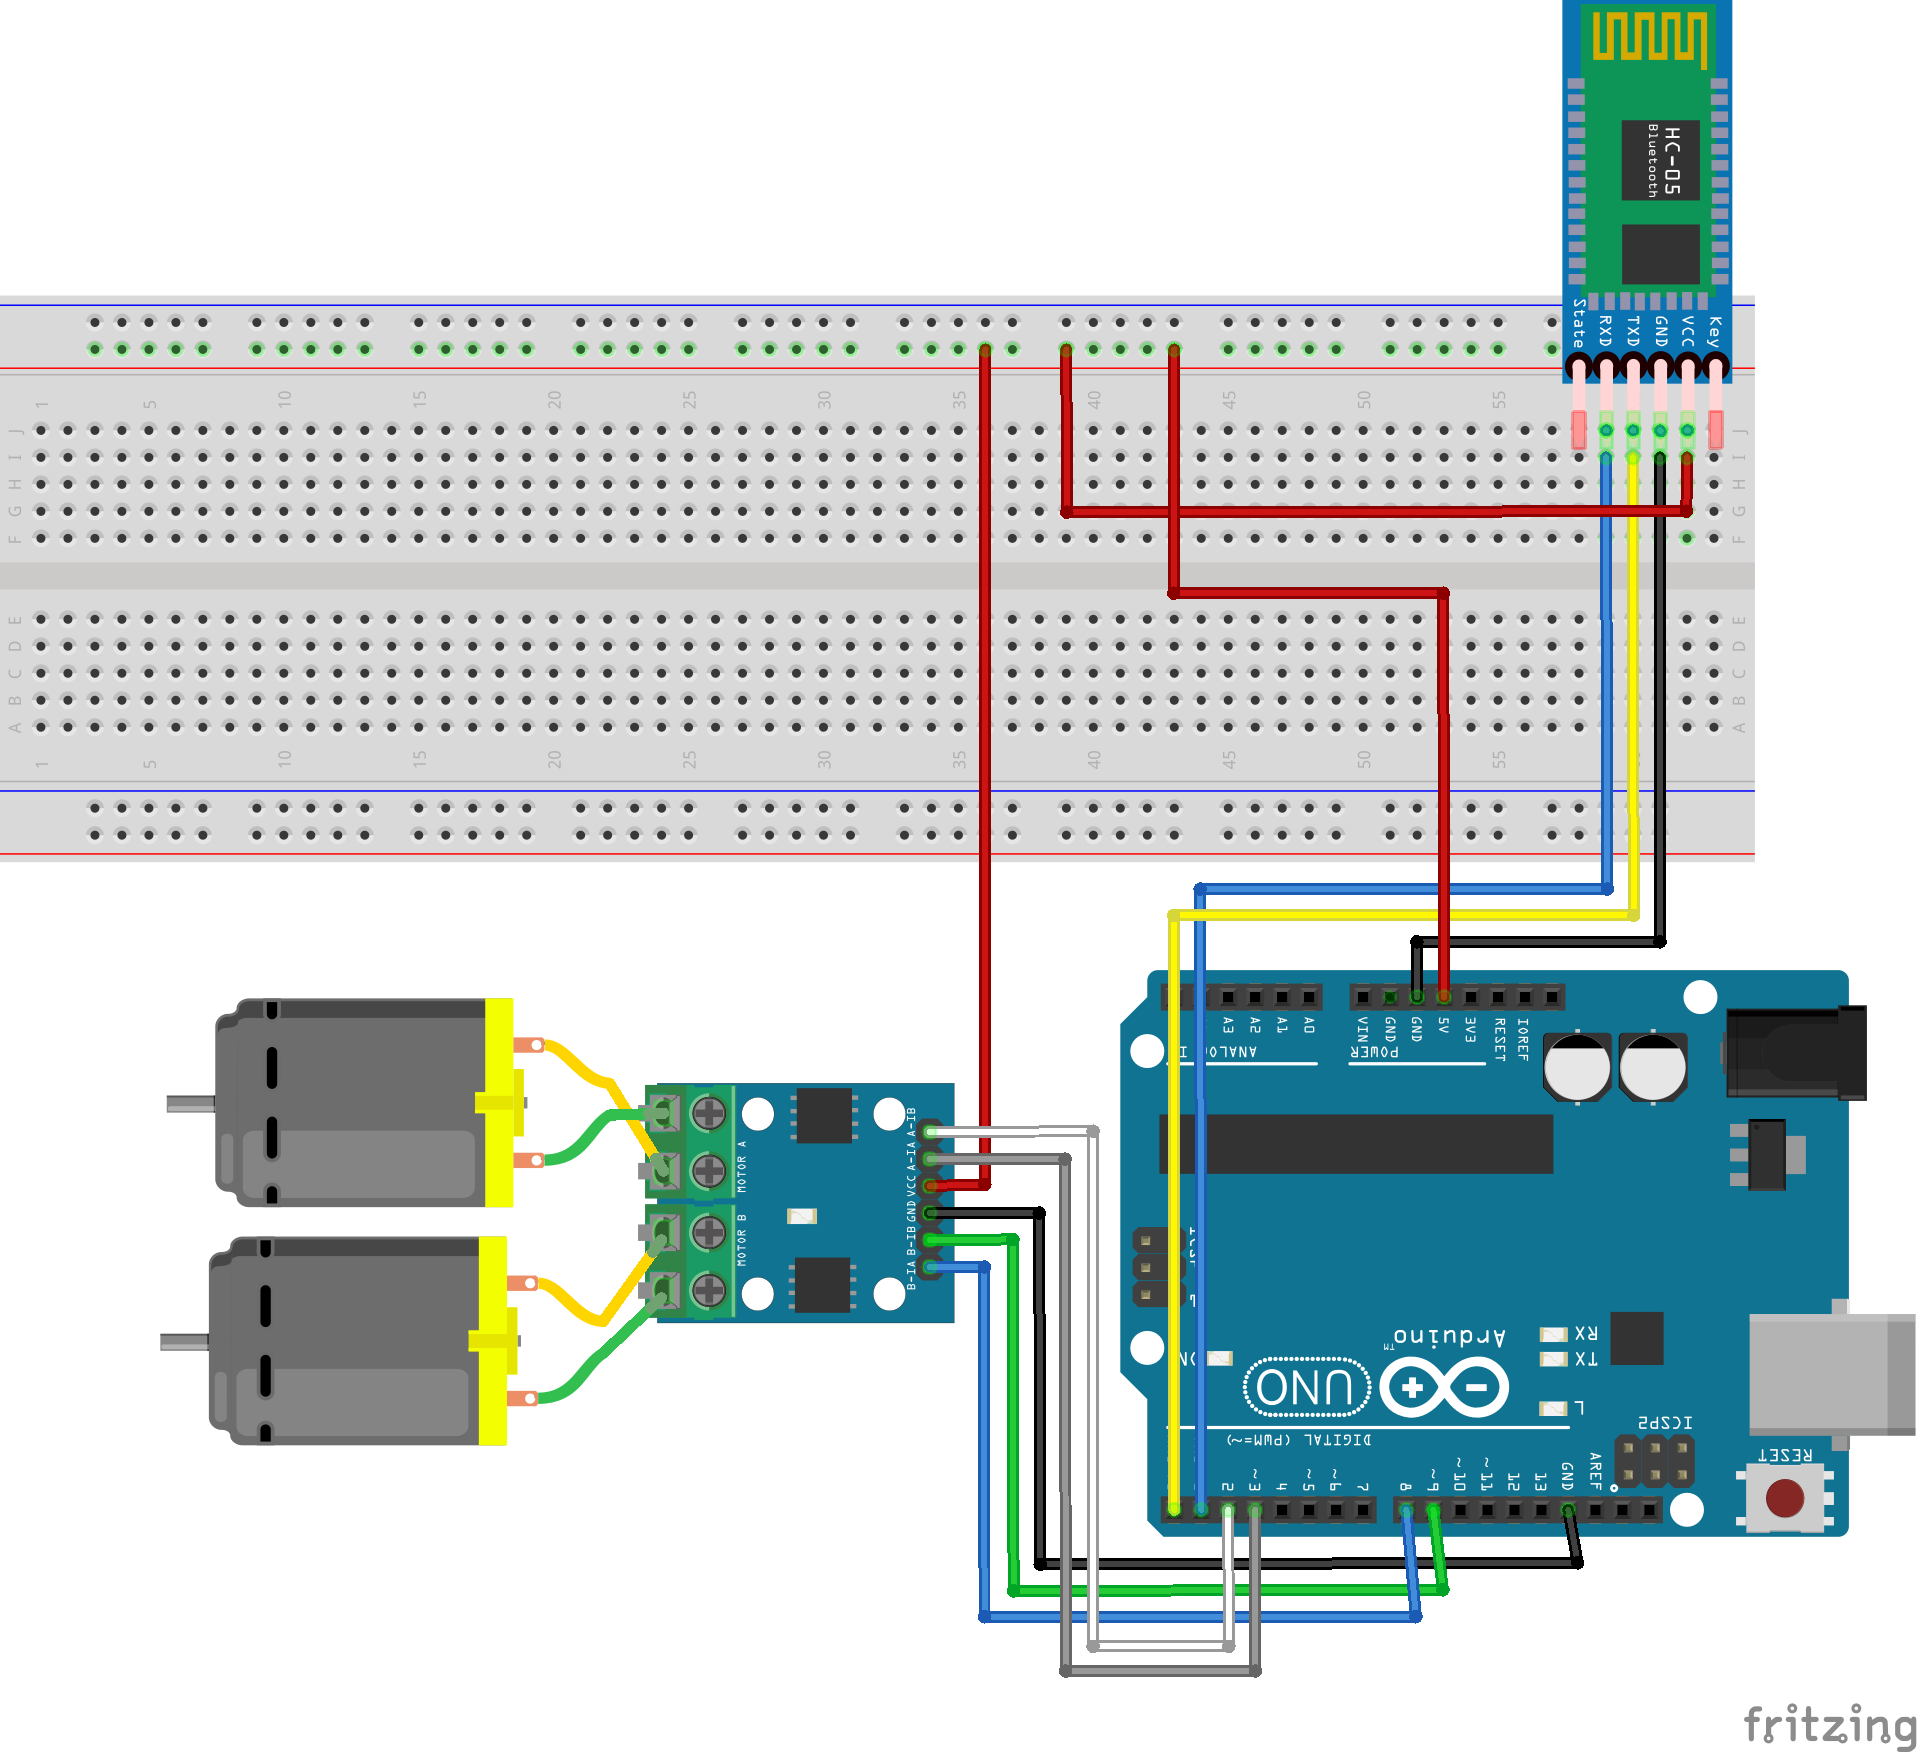 HC-05
Bluetooth
State RXD TXD GND VCC Key
1 5 10 15 20 25 30 35 40 45 50 55
J J
I I
H H
G G
F F
E E
D D
C C
B B
A A
1 5 10 15 20 25 30 35 40 45 50 55
A3 A2 A1 A0 VIN GND GND 5V 3V3 RESET IOREF
POWER
MOTOR A
MOTOR B
A-IB
A-IA
VCC
GND
B-IB
B-IA
Arduino
TM
RX
TX
UNO
L
ICSP2
DIGITAL (PWM=~)
RESET
2 ~3 4 ~5 ~6 7 8 ~9 ~10 ~11 12 13 GND AREF
fritzing